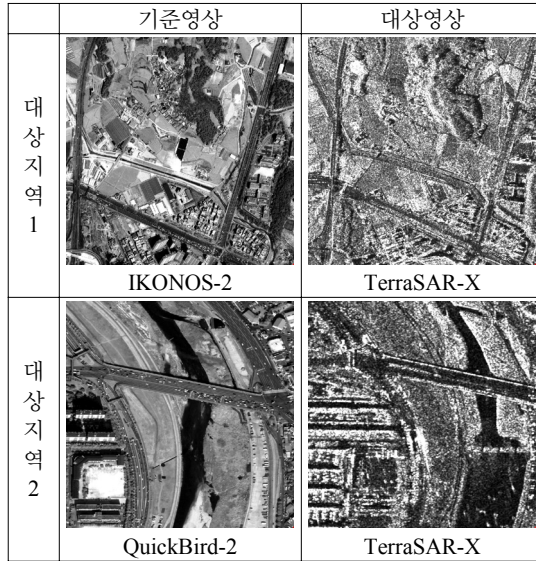 기준영상 대상영상
대
상
지
역
1
IKONOS-2 TerraSAR-X
대
상
지
역
2
QuickBird-2 TerraSAR-X